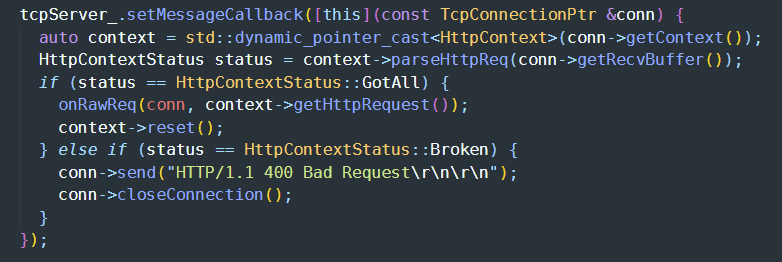 tcpServer_.setMessageCallback([this](const TcpConnectionPtr &conn) {
  auto context = std::dynamic_pointer_cast<HttpContext>(conn->getContext());
  HttpContextStatus status = context->parseHttpReq(conn->getRecvBuffer());
  if (status == HttpContextStatus::GotAll) {
    onRawReq(conn, context->getHttpRequest());
    context->reset();
  } else if (status == HttpContextStatus::Broken) {
    conn->send("HTTP/1.1 400 Bad Request\r\n\r\n");
    conn->closeConnection();
  }
});